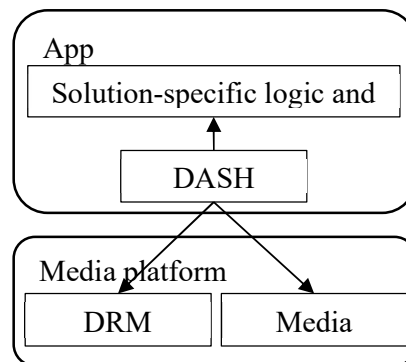 App
Solution-specific logic and
DASH
Media platform
DRM
Media